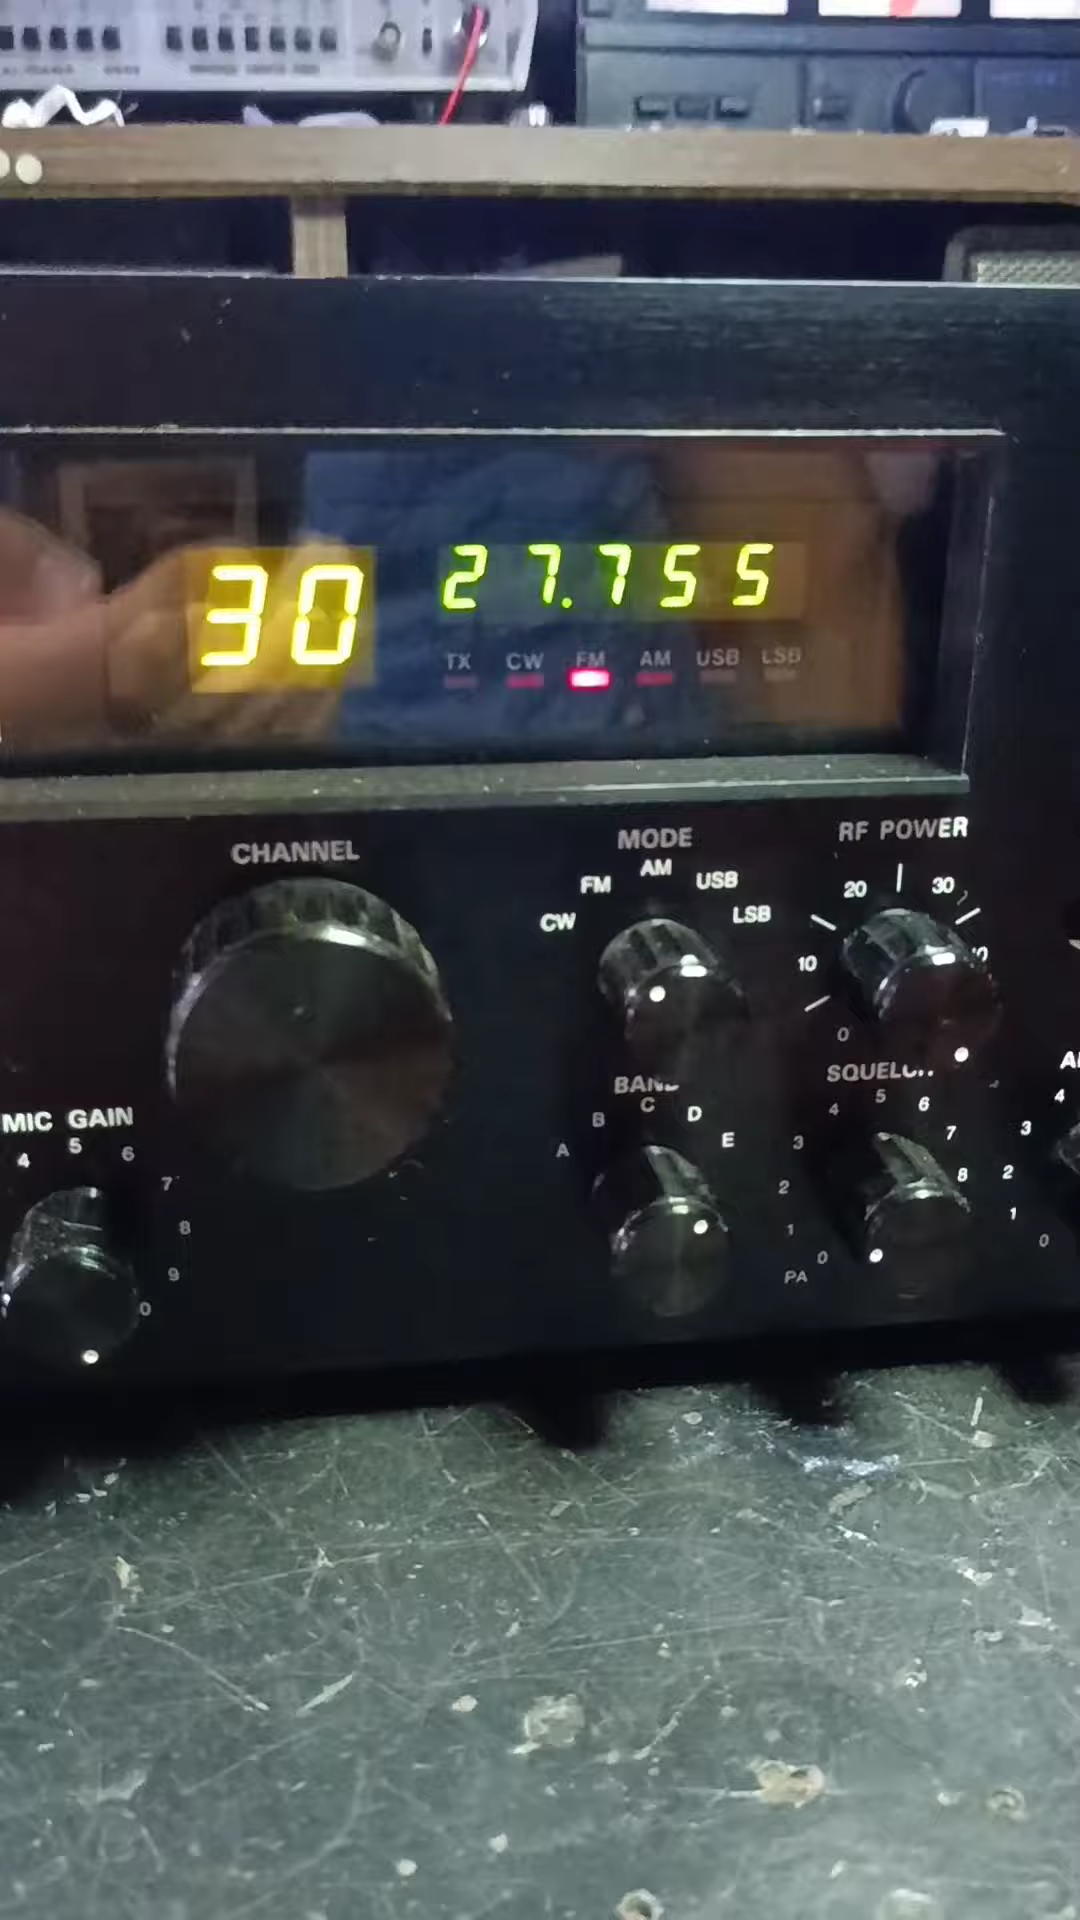 30 27.755
TX CW FM AM USB LSB
CHANNEL
MODE
CW FM AM USB LSB
RF POWER
0 10 20 30
MIC GAIN
4 5 6 7 8 9
BAND
A B C D E
SQUELCH
PA 0 1 2 3 4 5 6 7 8
0 1 2 3 4